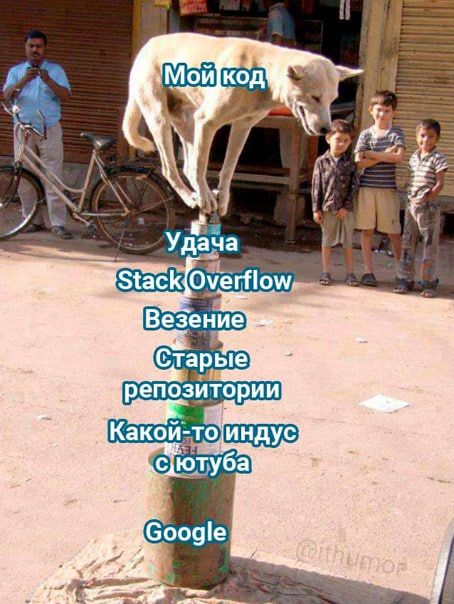 Мой код
Удача
Stack Overflow
Везение
Старые
репозитории
Какой-то индус
с ютуба
Google
@ithumor